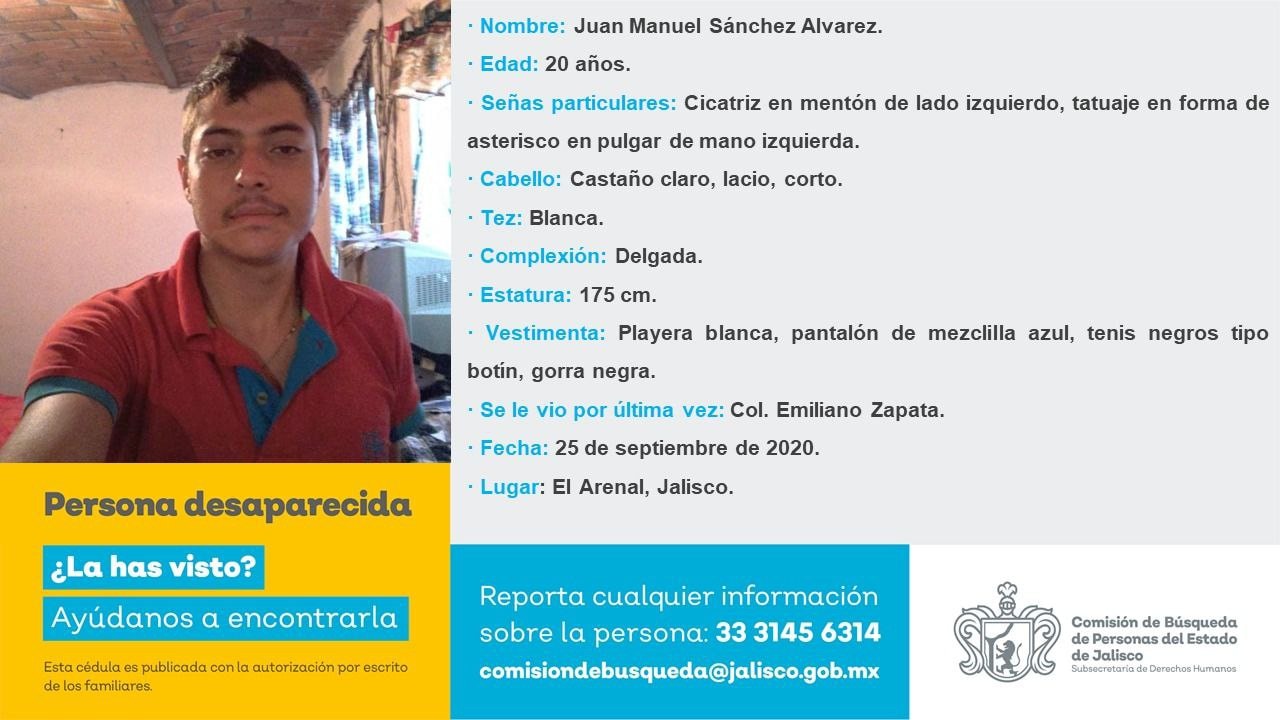 · Nombre: Juan Manuel Sánchez Alvarez.
· Edad: 20 años.
· Señas particulares: Cicatriz en mentón de lado izquierdo, tatuaje en forma de
asterisco en pulgar de mano izquierda.
· Cabello: Castaño claro, lacio, corto.
· Tez: Blanca.
· Complexión: Delgada.
· Estatura: 175 cm.
· Vestimenta: Playera blanca, pantalón de mezclilla azul, tenis negros tipo
botín, gorra negra.
· Se le vio por última vez: Col. Emiliano Zapata.
· Fecha: 25 de septiembre de 2020.
· Lugar: El Arenal, Jalisco.
Persona desaparecida
¿La has visto?
Ayúdanos a encontrarla
Esta cédula es publicada con la autorización por escrito
de los familiares.
Reporta cualquier información
sobre la persona: 33 3145 6314
comisiondebusqueda@jalisco.gob.mx
Comisión de Búsqueda
de Personas del Estado
de Jalisco
Subsecretaría de Derechos Humanos